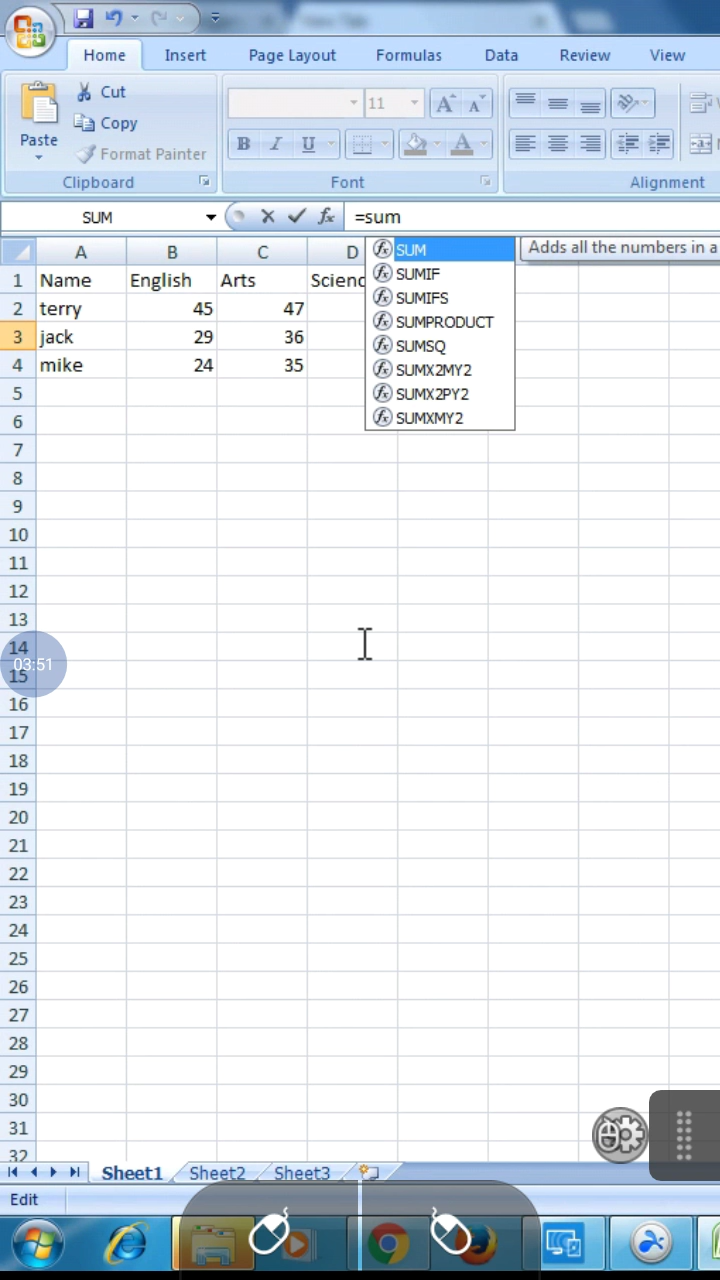 Home Insert Page Layout Formulas Data Review View
Paste
Cut
Copy
Format Painter
11
B I U A
Clipboard Font Alignment
SUM fx =sum
SUM Adds all the numbers in a
SUMIF
SUMIFS
SUMPRODUCT
SUMSQ
SUMX2MY2
SUMX2PY2
SUMXMY2
A B C D
1 Name English Arts Scienc
2 terry 45 47
3 jack 29 36
4 mike 24 35
5
6
7
8
9
10
11
12
13
14
03:51
15
16
17
18
19
20
21
22
23
24
25
26
27
28
29
30
31
32
Sheet1 Sheet2 Sheet3
Edit